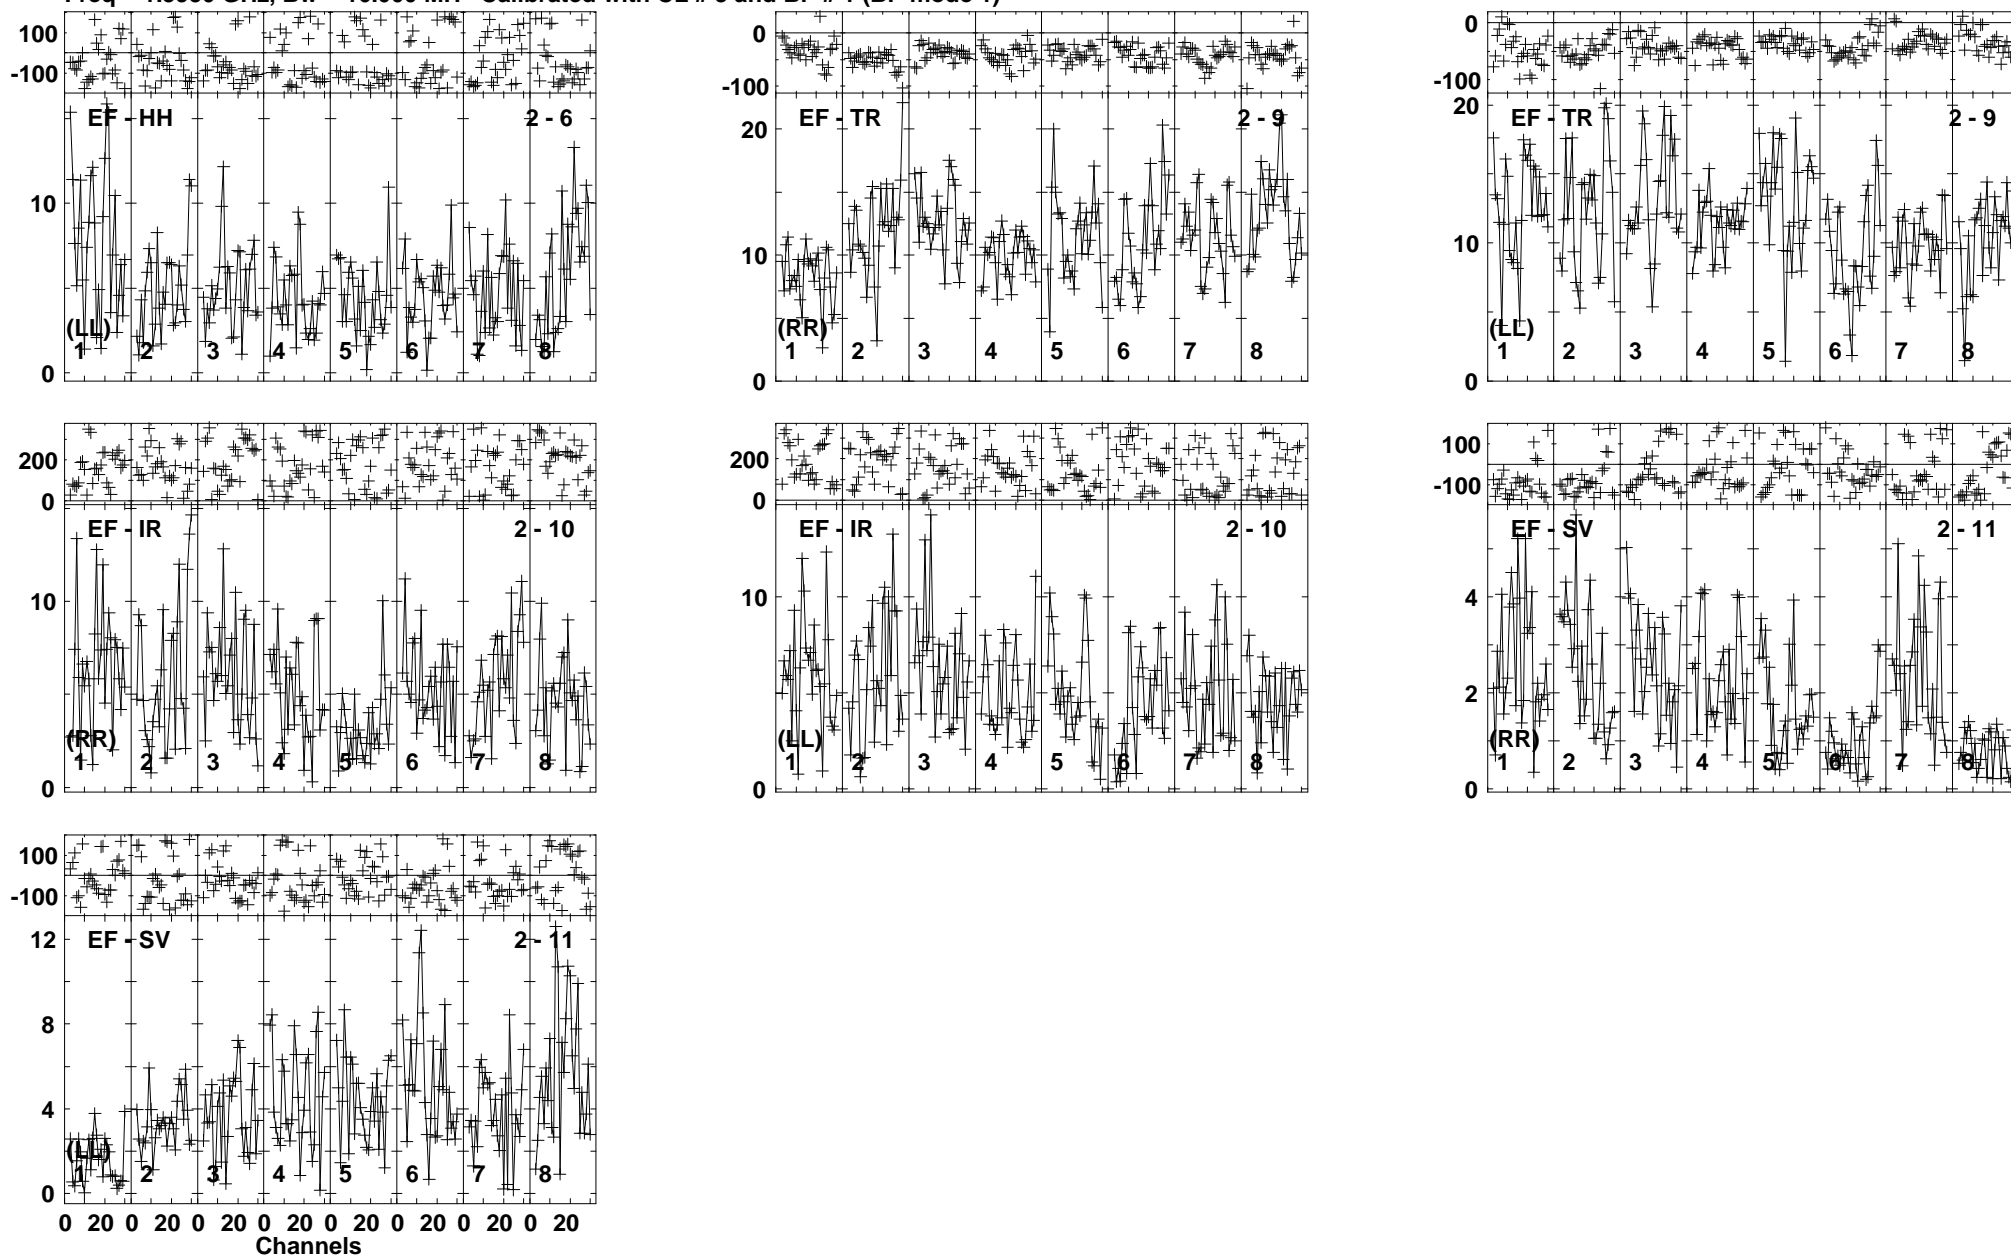 100
-100
EF - HH 2 - 6
10
(LL)
1 2 3 4 5 6 7 8
0
0
-100
EF - TR 2 - 9
20
10
(RR)
1 2 3 4 5 6 7 8
0
0
-100
20
EF - TR 2 - 9
10
(LL)
1 2 3 4 5 6 7 8
0
200
0
EF - IR 2 - 10
10
(RR)
1 2 3 4 5 6 7 8
0
200
0
EF - IR 2 - 10
10
(LL)
1 2 3 4 5 6 7 8
0
100
-100
EF - SV 2 - 11
4
2
(RR)
1 2 3 4 5 6 7 8
0
100
-100
12 EF - SV 2 - 11
8
4
(LL)
1 2 3 4 5 6 7 8
0
0 20 0 20 0 20 0 20 0 20 0 20 0 20 0 20
Channels